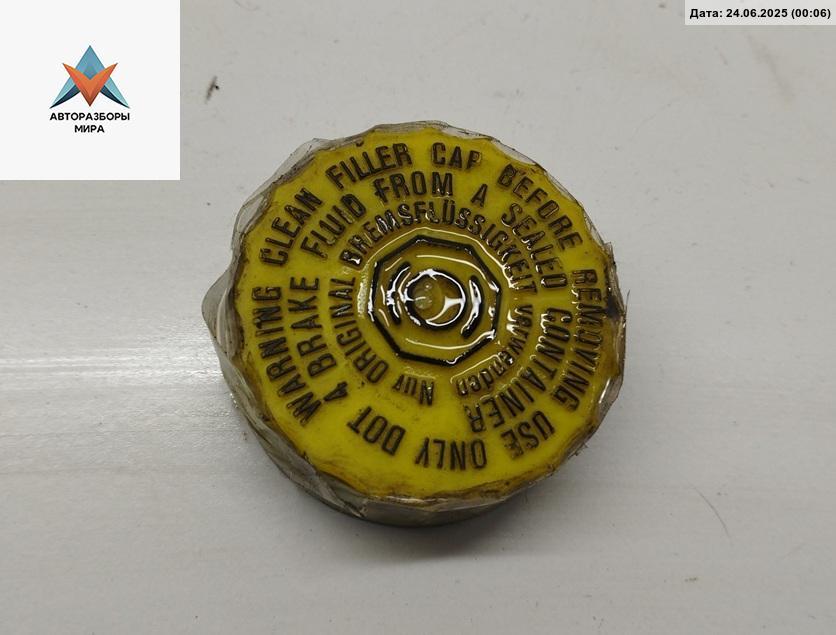 Дата: 24.06.2025 (00:06)
АВТОРАЗБОРЫ
МИРА
WARNING CLEAN FILLER CAP BEFORE REMOVING
USE ONLY DOT 4 BRAKE FLUID FROM A SEALED CONTAINER
Nur ORIGINAL BREMSFLÜSSIGKEIT verwenden